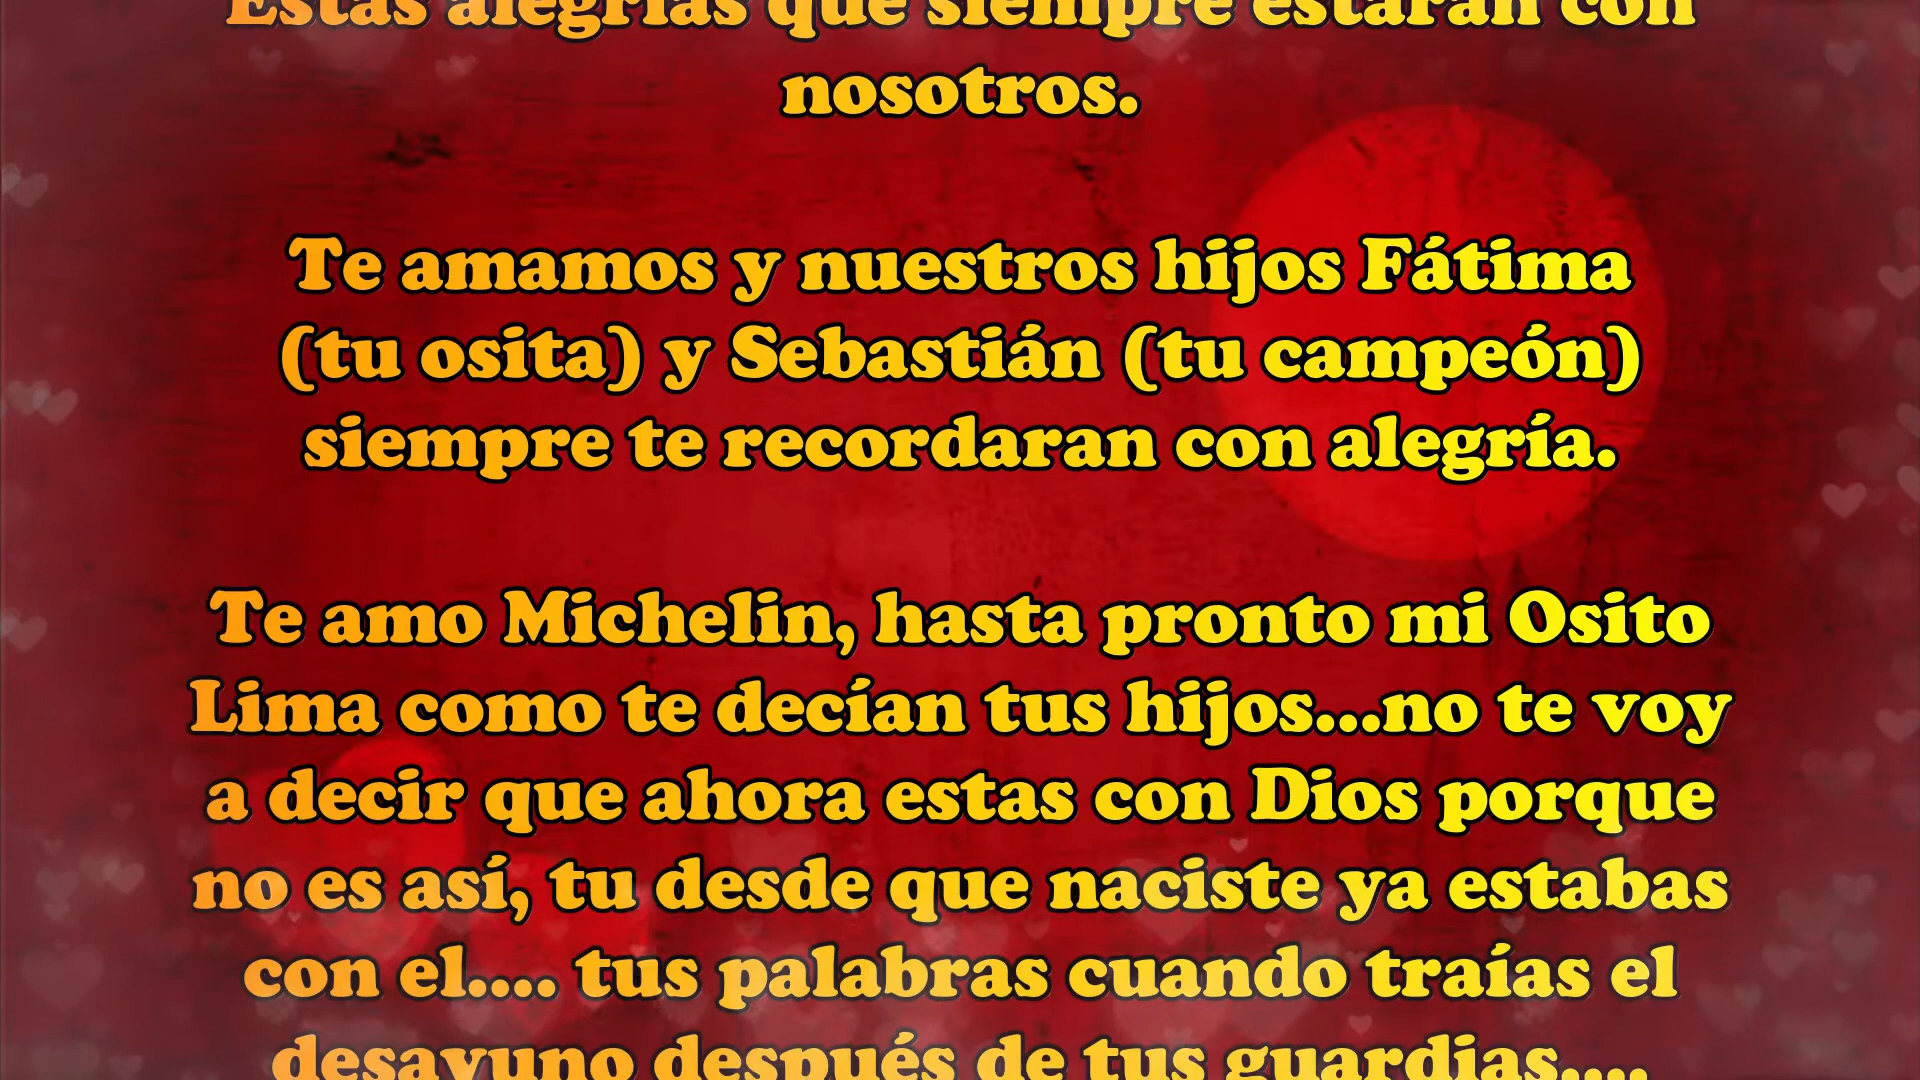 Estas alegrías que siempre estarán con
nosotros.
Te amamos y nuestros hijos Fátima
(tu osita) y Sebastián (tu campeón)
siempre te recordaran con alegría.
Te amo Michelin, hasta pronto mi Osito
Lima como te decían tus hijos...no te voy
a decir que ahora estas con Dios porque
no es así, tu desde que naciste ya estabas
con el.... tus palabras cuando traías el
desayuno después de tus guardias....